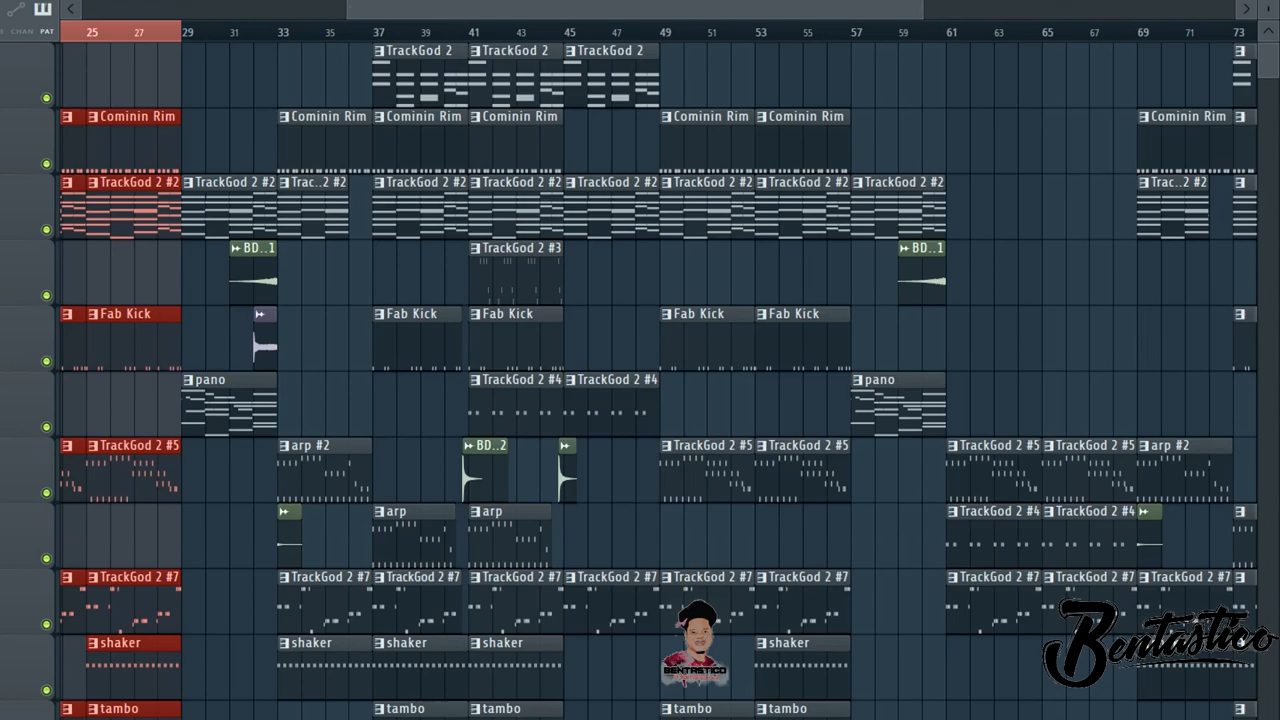 CHAN PAT
25 27 29 31 33 35 37 39 41 43 45 47 49 51 53 55 57 59 61 63 65 67 69 71 73
TrackGod 2 TrackGod 2 TrackGod 2
Cominin Rim Cominin Rim Cominin Rim Cominin Rim Cominin Rim Cominin Rim Cominin Rim
TrackGod 2 #2 TrackGod 2 #2 Trac..2 #2 TrackGod 2 #2 TrackGod 2 #2 TrackGod 2 #2 TrackGod 2 #2 TrackGod 2 #2 TrackGod 2 #2 Trac..2 #2
BD..1 TrackGod 2 #3 BD..1
Fab Kick Fab Kick Fab Kick Fab Kick Fab Kick
pano TrackGod 2 #4 TrackGod 2 #4 pano
TrackGod 2 #5 arp #2 BD..2 TrackGod 2 #5 TrackGod 2 #5 TrackGod 2 #5 TrackGod 2 #5 arp #2
arp arp TrackGod 2 #4 TrackGod 2 #4
TrackGod 2 #7 TrackGod 2 #7 TrackGod 2 #7 TrackGod 2 #7 TrackGod 2 #7 TrackGod 2 #7 TrackGod 2 #7 TrackGod 2 #7 TrackGod 2 #7 TrackGod 2 #7
shaker shaker shaker shaker shaker
BENTASTICO
Bentastico
tambo tambo tambo tambo tambo